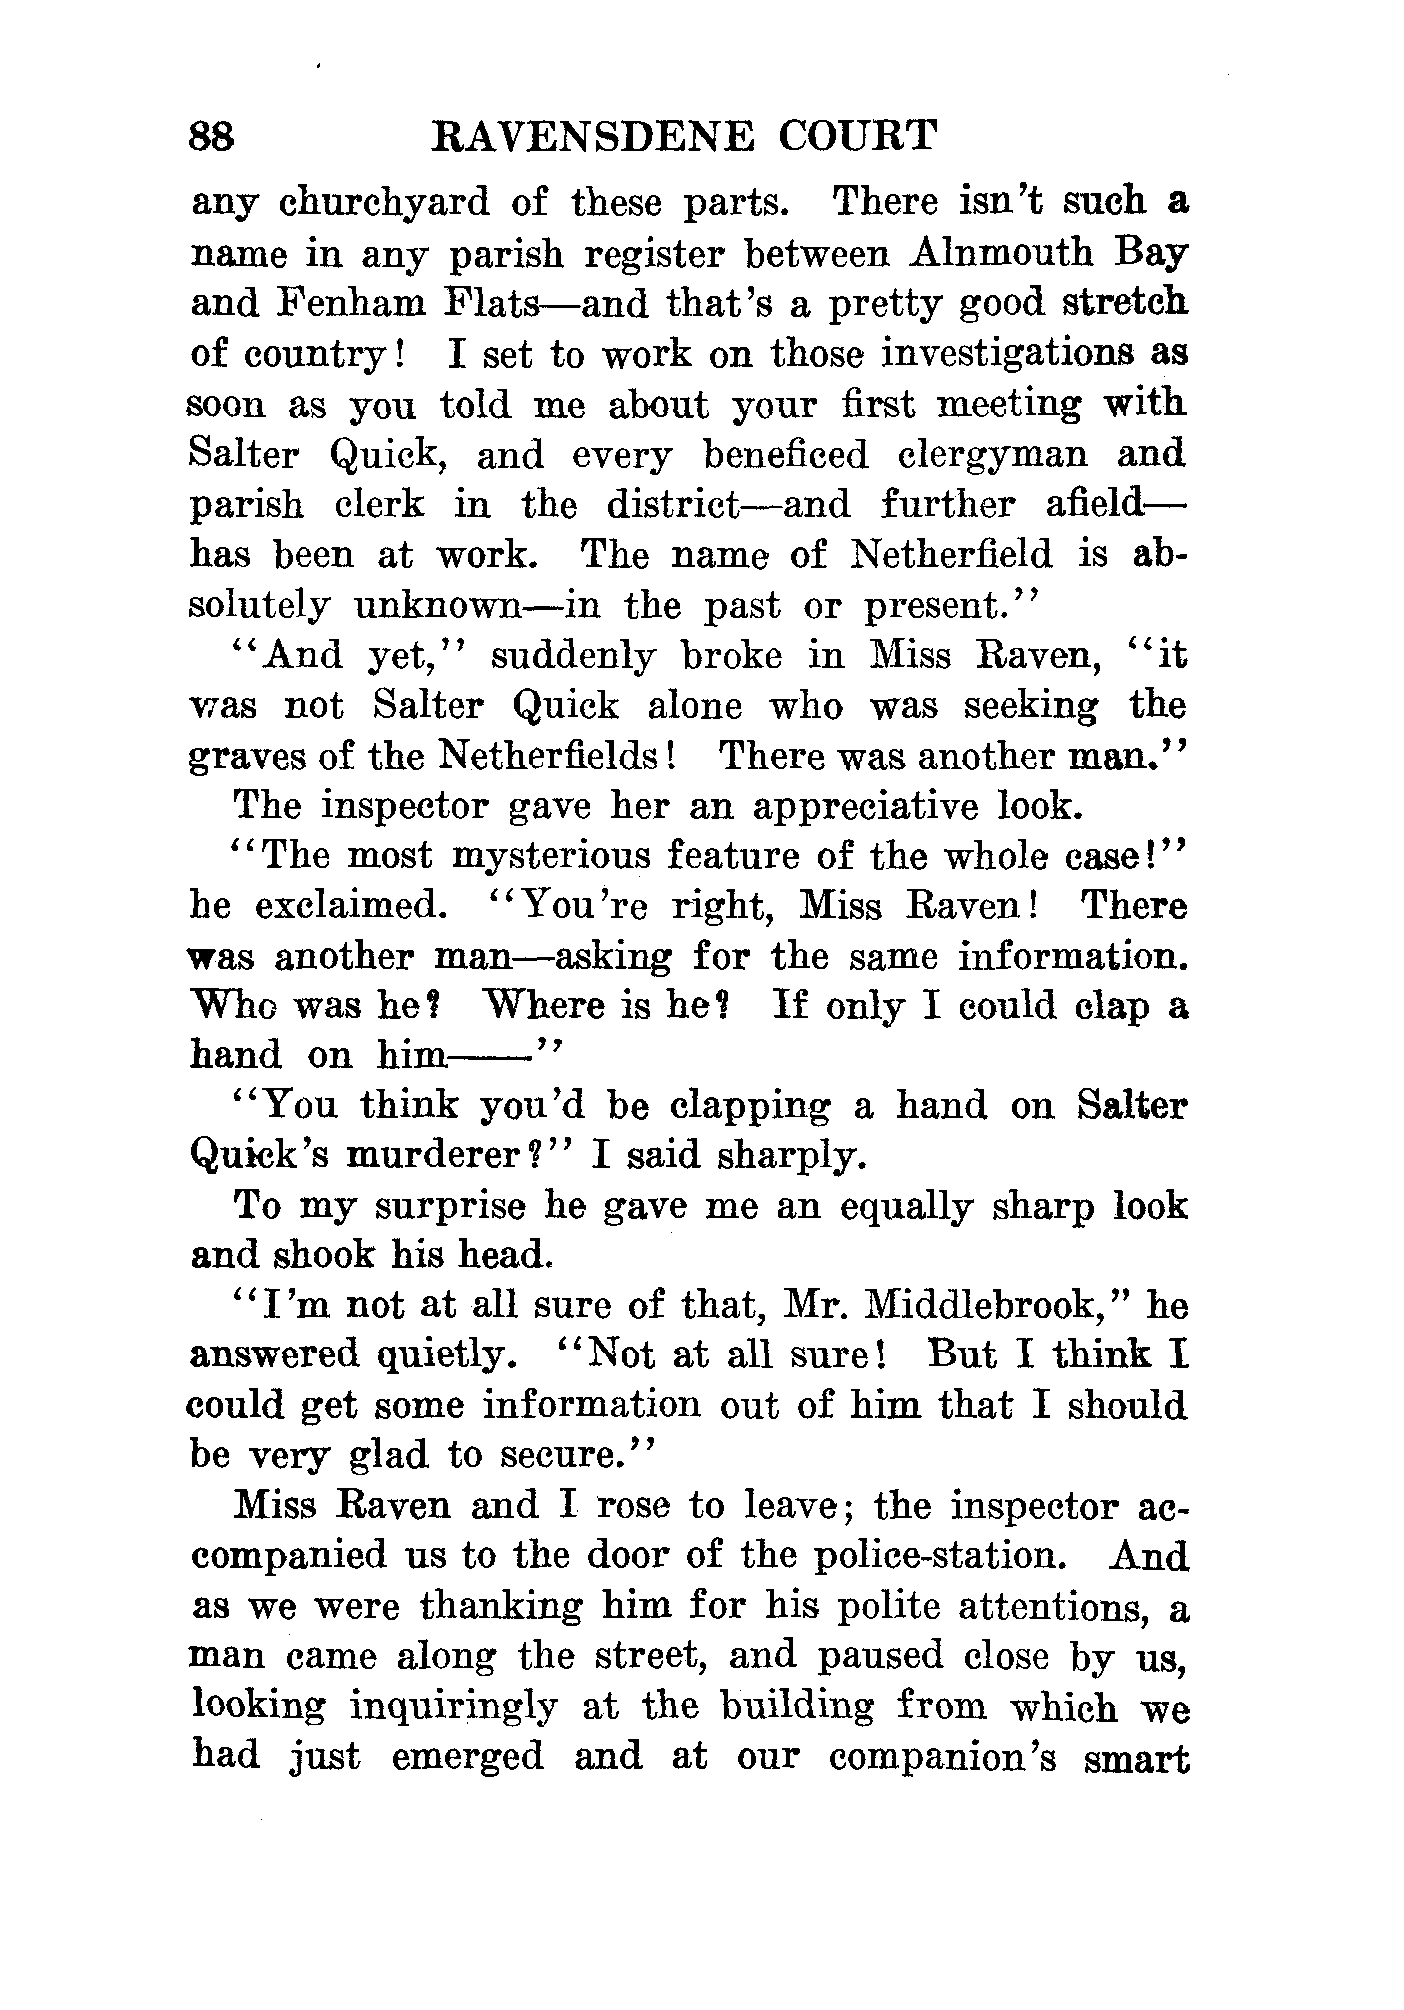 88 RAVENSDENE COURT
any churchyard of these parts. There isn't such a
name in any parish register between Alnmouth Bay
and Fenham Flats—and that's a pretty good stretch
of country! I set to work on those investigations as
soon as you told me about your first meeting with
Salter Quick, and every beneficed clergyman and
parish clerk in the district—and further afield—
has been at work. The name of Netherfield is ab-
solutely unknown—in the past or present."
"And yet," suddenly broke in Miss Raven, "it
was not Salter Quick alone who was seeking the
graves of the Netherfields! There was another man."
The inspector gave her an appreciative look.
"The most mysterious feature of the whole case!"
he exclaimed. "You're right, Miss Raven! There
was another man—asking for the same information.
Who was he? Where is he? If only I could clap a
hand on him——"
"You think you'd be clapping a hand on Salter
Quick's murderer?" I said sharply.
To my surprise he gave me an equally sharp look
and shook his head.
"I'm not at all sure of that, Mr. Middlebrook," he
answered quietly. "Not at all sure! But I think I
could get some information out of him that I should
be very glad to secure."
Miss Raven and I rose to leave; the inspector ac-
companied us to the door of the police-station. And
as we were thanking him for his polite attentions, a
man came along the street, and paused close by us,
looking inquiringly at the building from which we
had just emerged and at our companion's smart